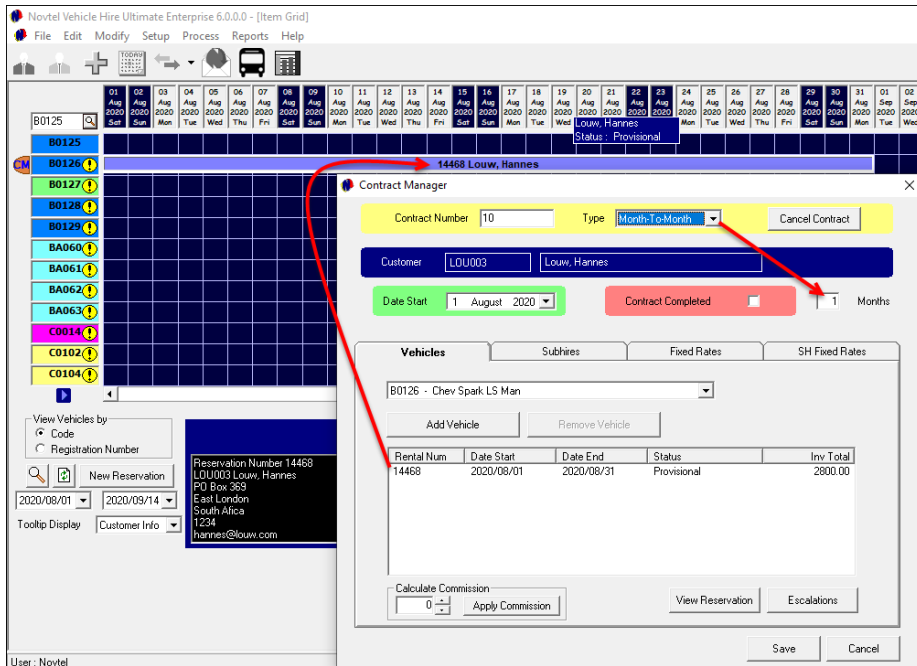 Novtel Vehicle Hire Ultimate Enterprise 6.0.0.0 - [Item Grid]
File Edit Modify Setup Process Reports Help
TODAY
01 02 03 04 05 06 07 08 09 10 11 12 13 14 15 16 17 18 19 20 21 22 23 24 25 26 27 28 29 30 31 01 02
Aug Aug Aug Aug Aug Aug Aug Aug Aug Aug Aug Aug Aug Aug Aug Aug Aug Aug Aug Aug Aug Aug Aug Aug Aug Aug Aug Aug Aug Aug Aug Sep Sep
2020 2020 2020 2020 2020 2020 2020 2020 2020 2020 2020 2020 2020 2020 2020 2020 2020 2020 2020 2020 2020 2020 2020 2020 2020 2020 2020 2020 2020 2020 2020 2020 2020
B0125 Sat Sun Mon Tue Wed Thu Fri Sat Sun Mon Tue Wed Thu Fri Sat Sun Mon Tue Wed Louw, Hannes Mon Tue Wed Thu Fri Sat Sun Mon Tue Wed
Status : Provisional
B0125
CM B0126 14468 Louw, Hannes
B0127
B0128
B0129
BA060
BA061
BA062
BA063
C0014
C0102
C0104
View Vehicles by
Code
Registration Number
New Reservation
2020/08/01 2020/09/14
Tooltip Display Customer Info
Reservation Number 14468
LOU003 Louw, Hannes
PO Box 369
East London
South Africa
1234
hannes@louw.com
User : Novtel
Contract Manager
Contract Number 10 Type Month-To-Month Cancel Contract
Customer LOU003 Louw, Hannes
Date Start 1 August 2020 Contract Completed 1 Months
Vehicles Subhires Fixed Rates SH Fixed Rates
B0126 - Chev Spark LS Man
Add Vehicle Remove Vehicle
Rental Num Date Start Date End Status Inv Total
14468 2020/08/01 2020/08/31 Provisional 2800.00
Calculate Commission
0 Apply Commission View Reservation Escalations
Save Cancel